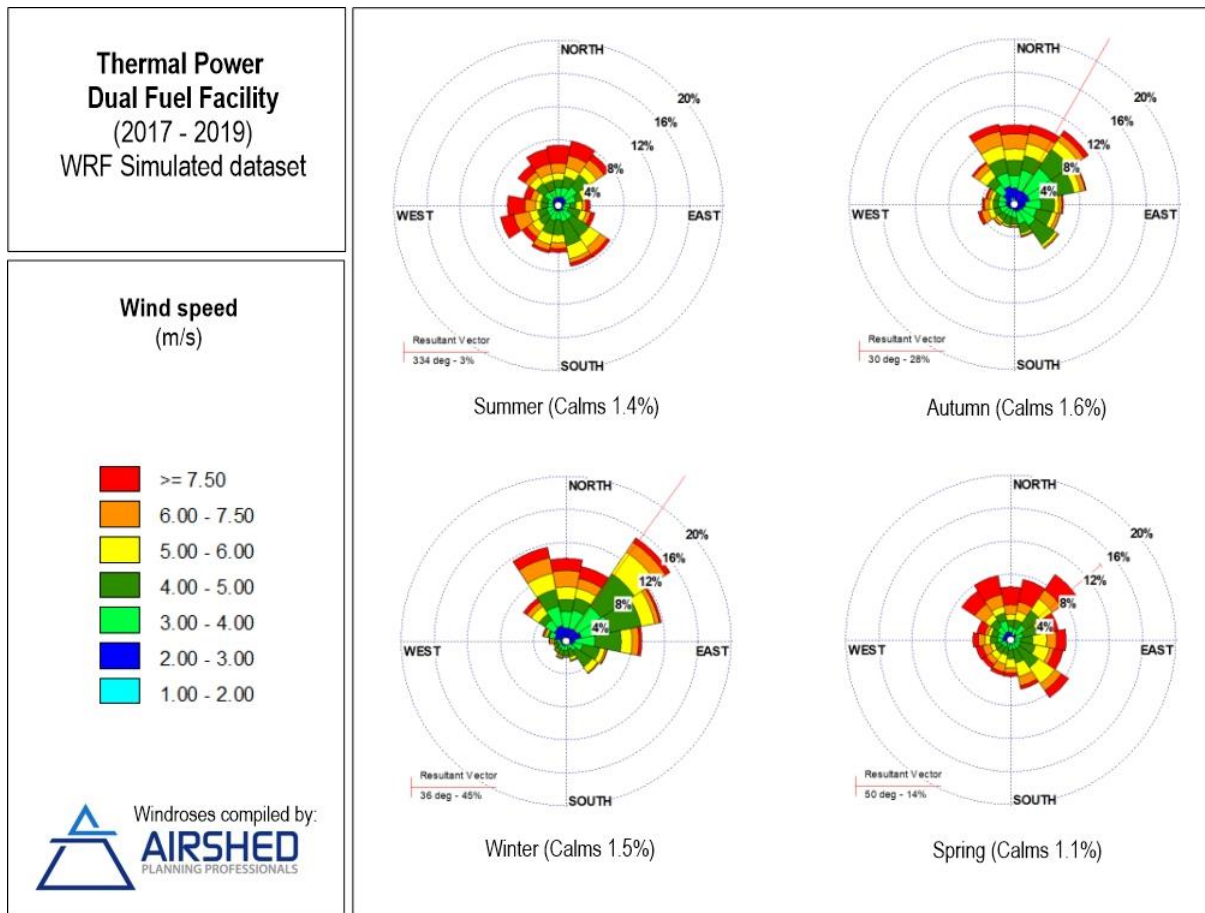 Thermal Power
Dual Fuel Facility
(2017 - 2019)
WRF Simulated dataset
Wind speed
(m/s)
>= 7.50
6.00 - 7.50
5.00 - 6.00
4.00 - 5.00
3.00 - 4.00
2.00 - 3.00
1.00 - 2.00
Windroses compiled by:
AIRSHED
PLANNING PROFESSIONALS
NORTH
20%
16%
12%
8%
4%
WEST
EAST
SOUTH
Resultant Vector
334 deg - 3%
Summer (Calms 1.4%)
NORTH
20%
16%
12%
8%
4%
WEST
EAST
SOUTH
Resultant Vector
30 deg - 28%
Autumn (Calms 1.6%)
NORTH
20%
16%
12%
8%
4%
WEST
EAST
SOUTH
Resultant Vector
36 deg - 45%
Winter (Calms 1.5%)
NORTH
20%
16%
12%
8%
4%
WEST
EAST
SOUTH
Resultant Vector
50 deg - 14%
Spring (Calms 1.1%)